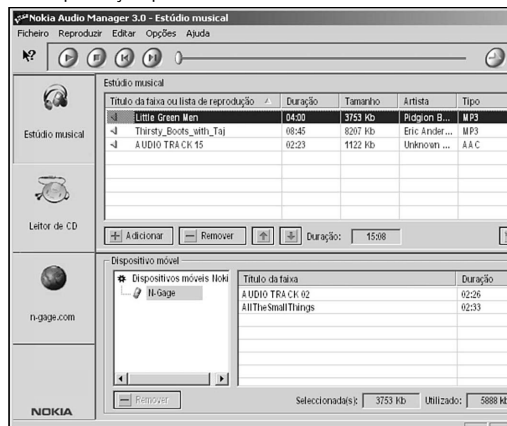 Nokia Audio Manager 3.0 - Estúdio musical
Ficheiro Reproduzir Editar Opções Ajuda
Estúdio musical
Título da faixa ou lista de reprodução Duração Tamanho Artista Tipo
Little Green Men 04:00 3753 Kb Pidgion B... MP3
Thirsty_Boots_with_Taj 08:45 8207 Kb Eric Ander... MP3
AUDIO TRACK 15 02:23 1122 Kb Unknown ... AAC
Estúdio musical
Leitor de CD
n-gage.com
NOKIA
Adicionar Remover Duração: 15:08
Dispositivo móvel
Dispositivos móveis Noki
N-Gage
Título da faixa Duração
AUDIO TRACK 02 02:26
AllTheSmallThings 02:33
Remover
Seleccionada(s): 3753 Kb Utilizado: 5888 kb